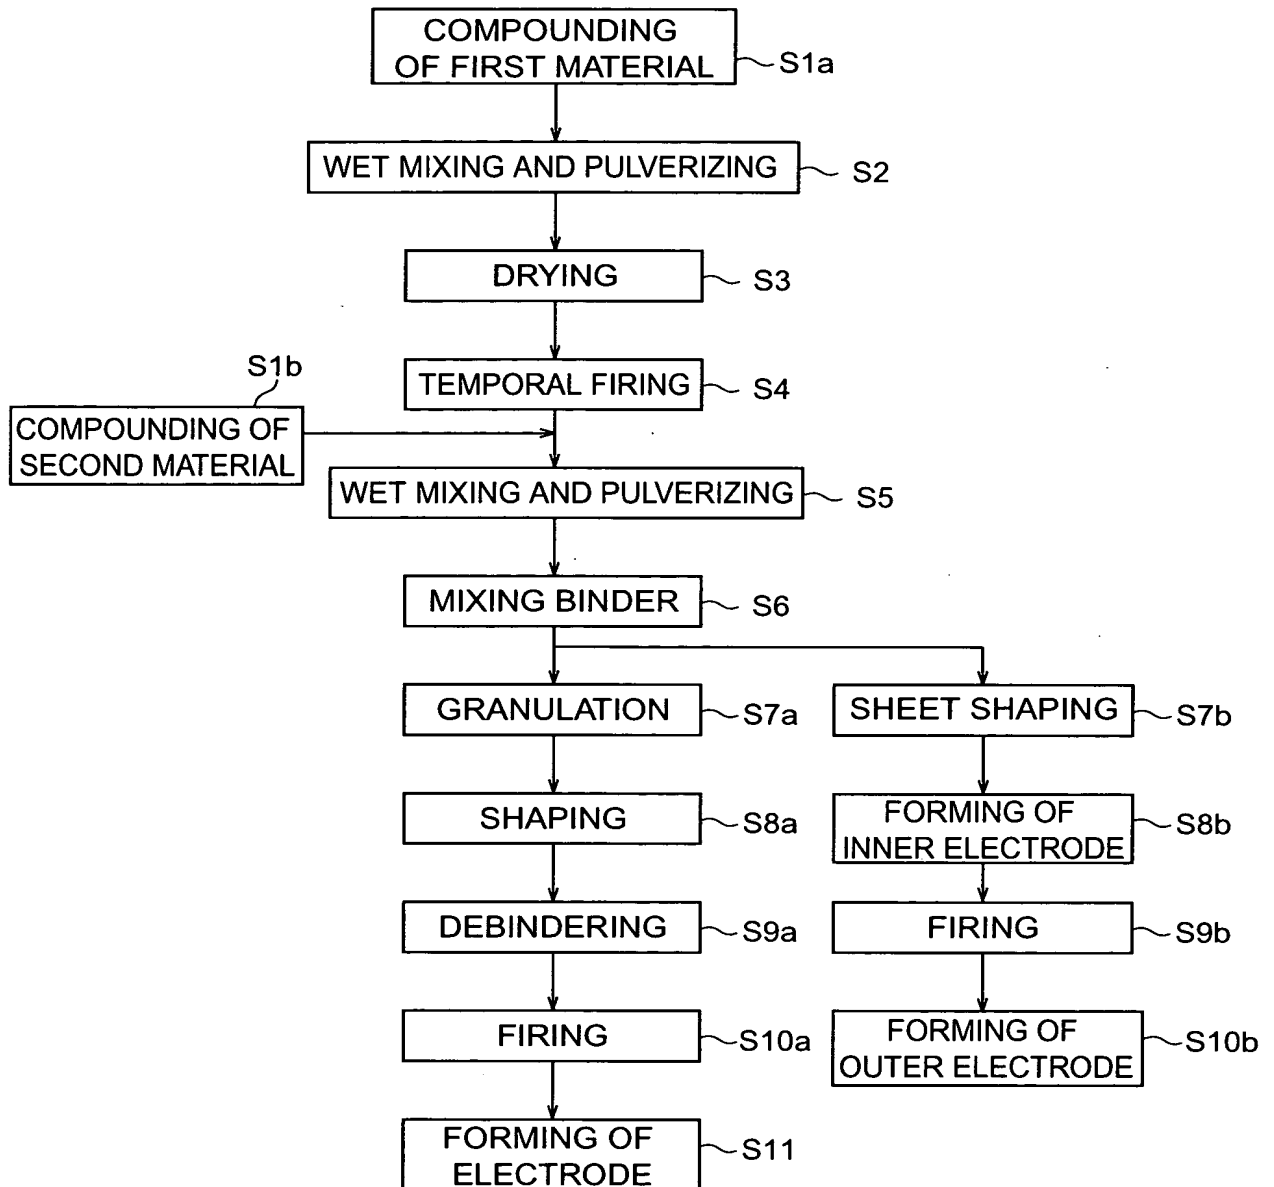 COMPOUNDING
OF FIRST MATERIAL
S1a
WET MIXING AND PULVERIZING
S2
DRYING
S3
TEMPORAL FIRING
S4
S1b
COMPOUNDING OF
SECOND MATERIAL
WET MIXING AND PULVERIZING
S5
MIXING BINDER
S6
GRANULATION
S7a
SHEET SHAPING
S7b
SHAPING
S8a
FORMING OF
INNER ELECTRODE
S8b
DEBINDERING
S9a
FIRING
S9b
FIRING
S10a
FORMING OF
OUTER ELECTRODE
S10b
FORMING OF
ELECTRODE
S11